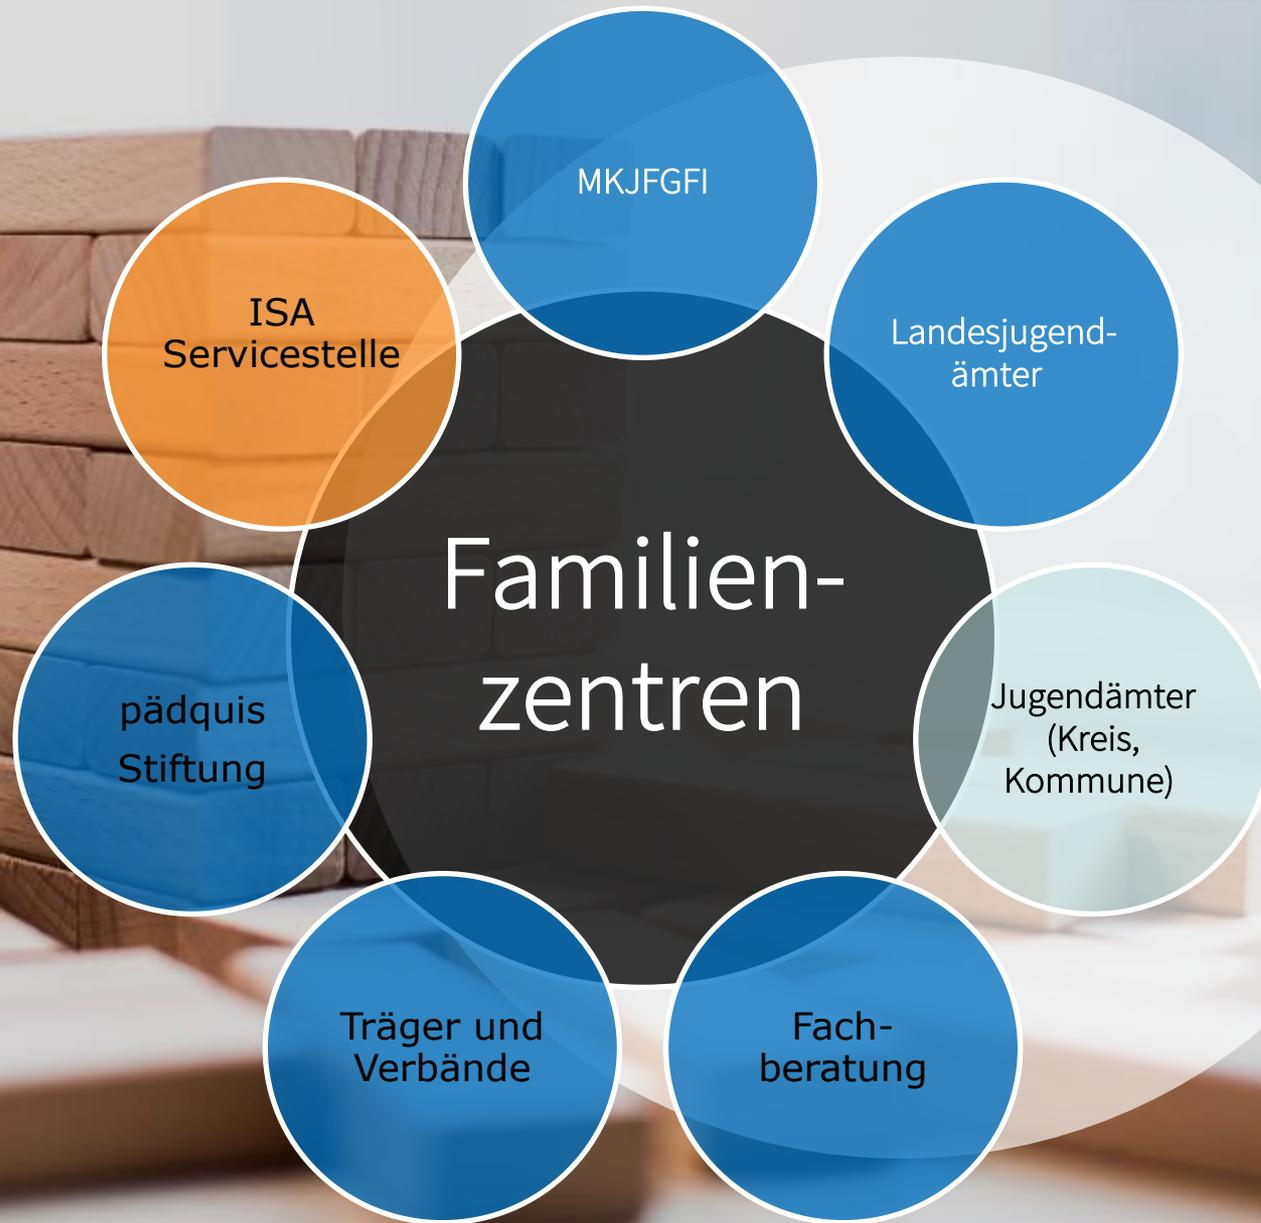 MKJFGFI
ISA
Servicestelle
Landesjugend-
ämter
Familien-
zentren
pädquis
Stiftung
Jugendämter
(Kreis,
Kommune)
Träger und
Verbände
Fach-
beratung